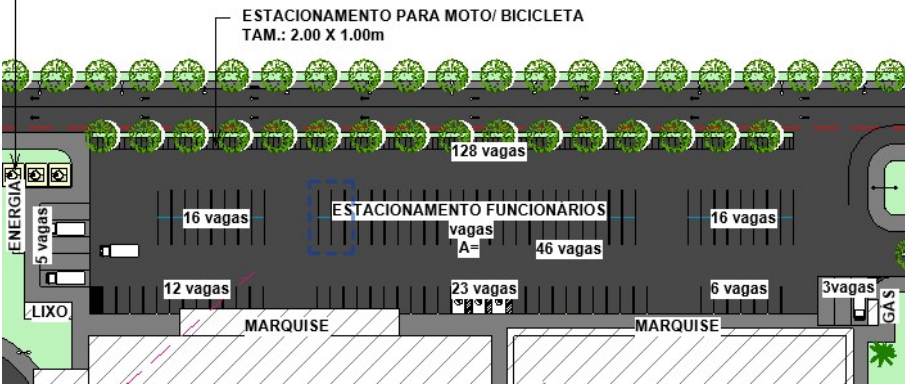 ESTACIONAMENTO PARA MOTO/ BICICLETA
TAM.: 2.00 X 1.00m
128 vagas
ENERGIA
5 vagas
16 vagas
ESTACIONAMENTO FUNCIONÁRIOS
vagas
A=
46 vagas
16 vagas
12 vagas
23 vagas
6 vagas
3vagas
GÁS
LIXO
MARQUISE
MARQUISE